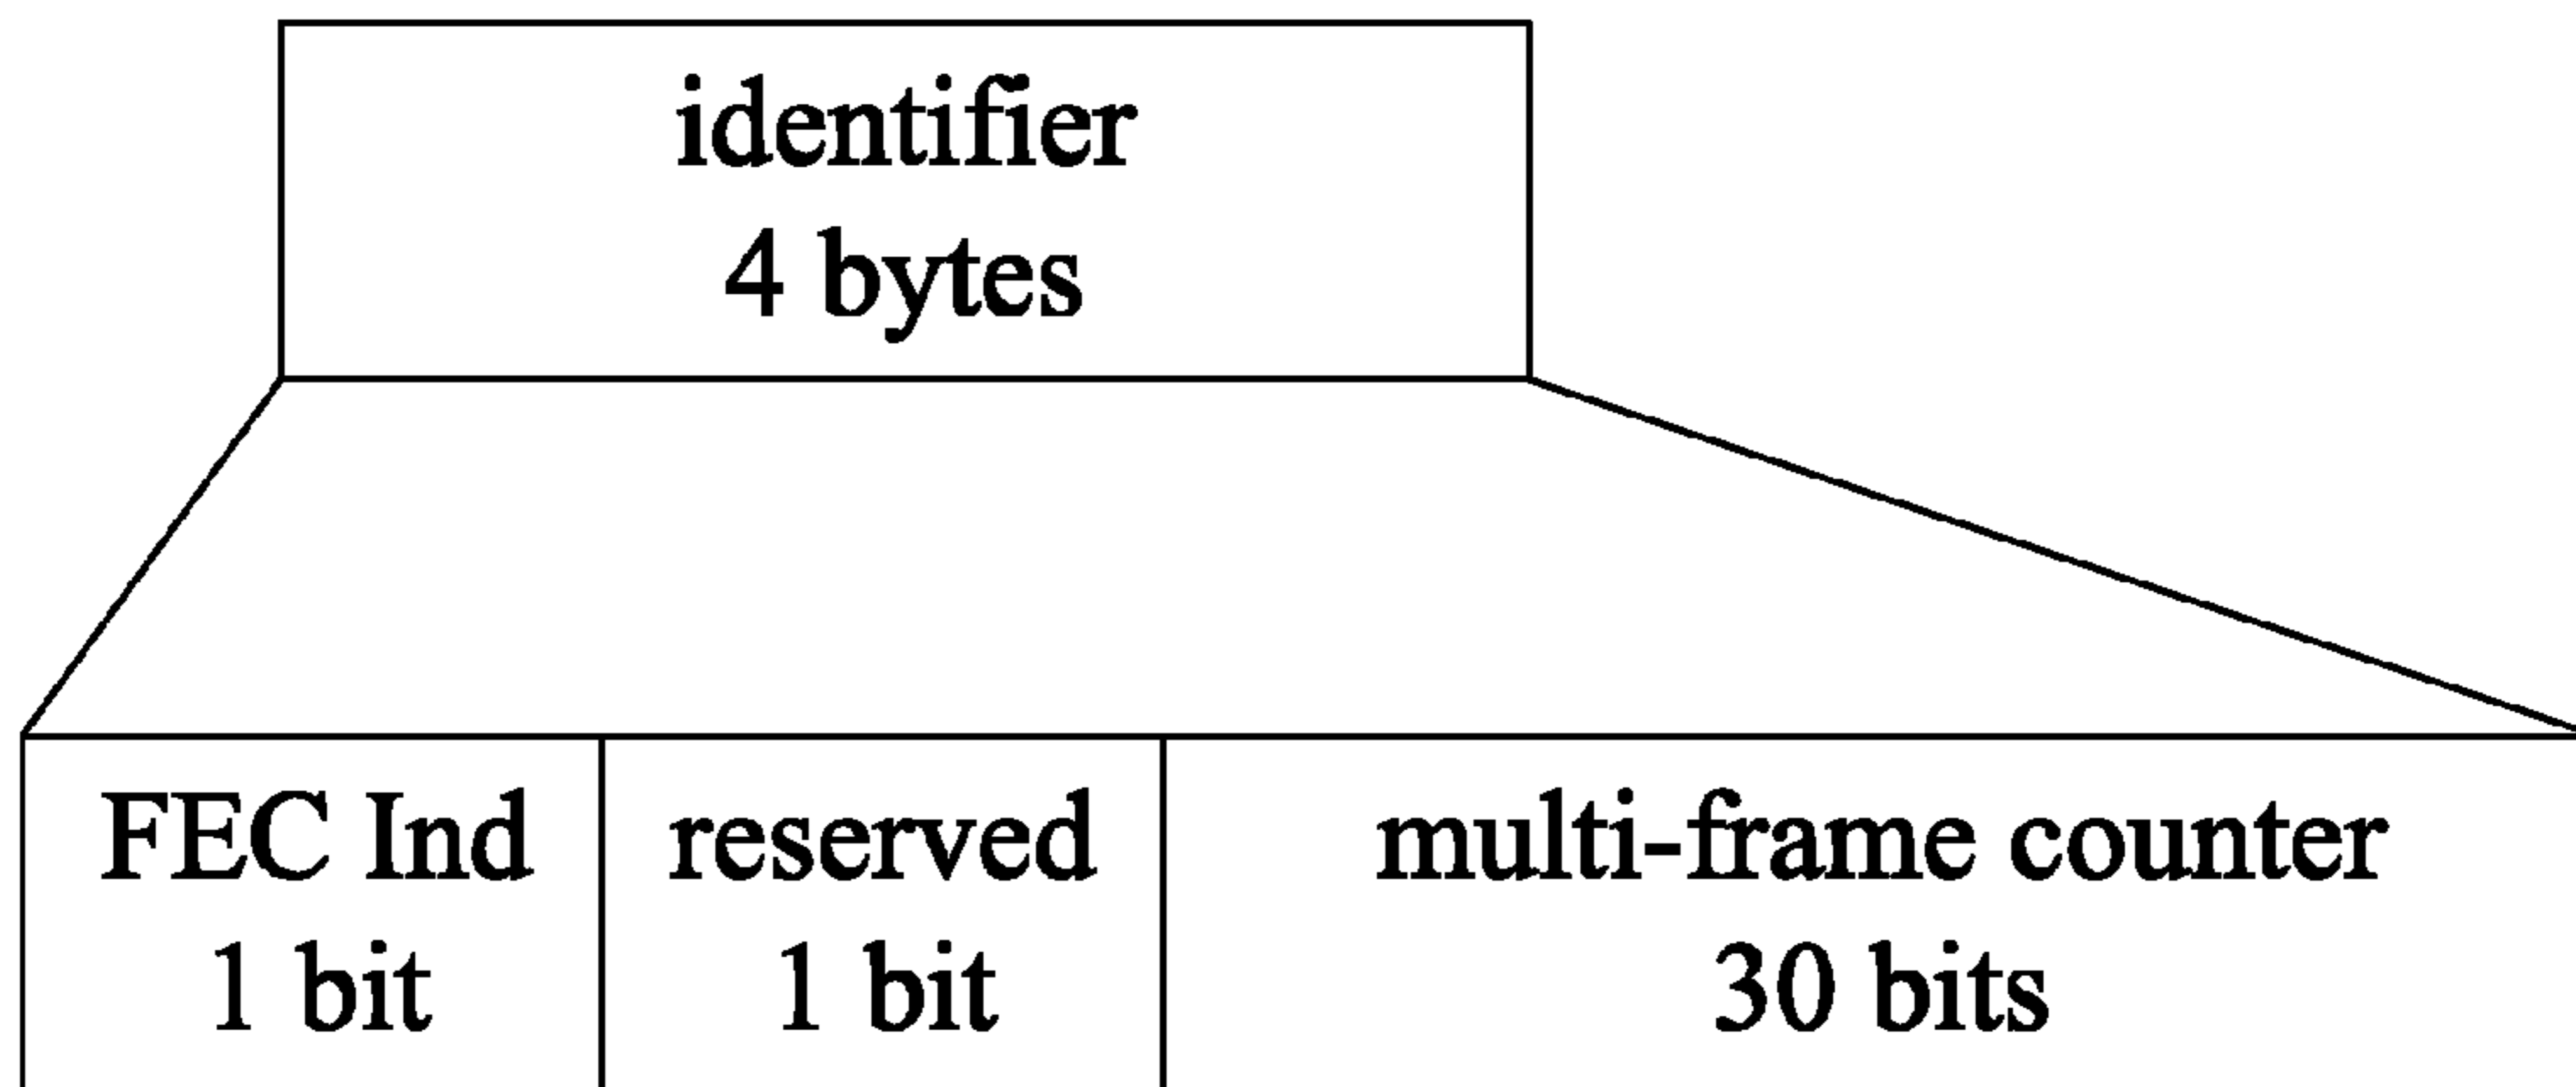 identifier
4 bytes
FEC Ind
1 bit
reserved
1 bit
multi-frame counter
30 bits